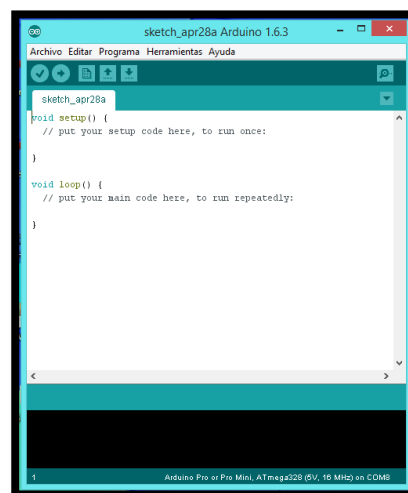 sketch_apr28a Arduino 1.6.3
Archivo Editar Programa Herramientas Ayuda
sketch_apr28a
void setup() {
// put your setup code here, to run once:
}
void loop() {
// put your main code here, to run repeatedly:
}
1
Arduino Pro or Pro Mini, ATmega328 (5V, 16 MHz) on COM8